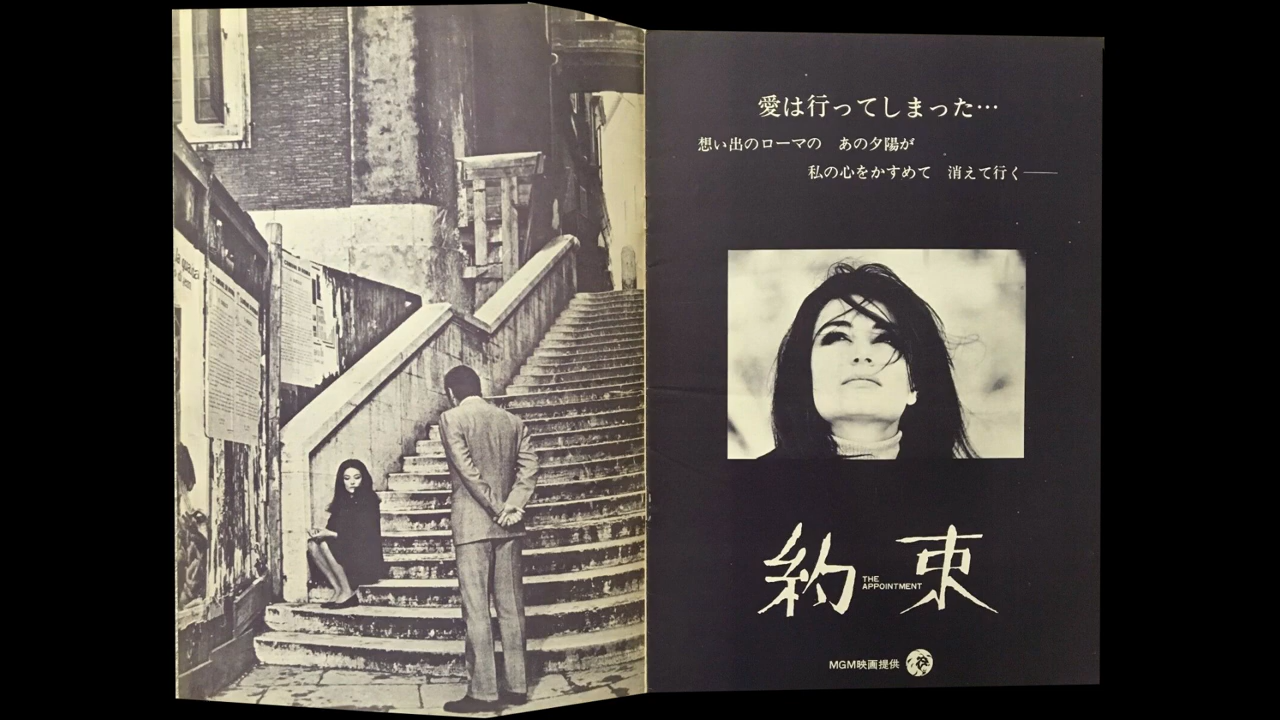 愛は行ってしまった…
想い出のローマの　あの夕陽が
私の心をかすめて　消えて行く——
約束
THE
APPOINTMENT
MGM映画提供